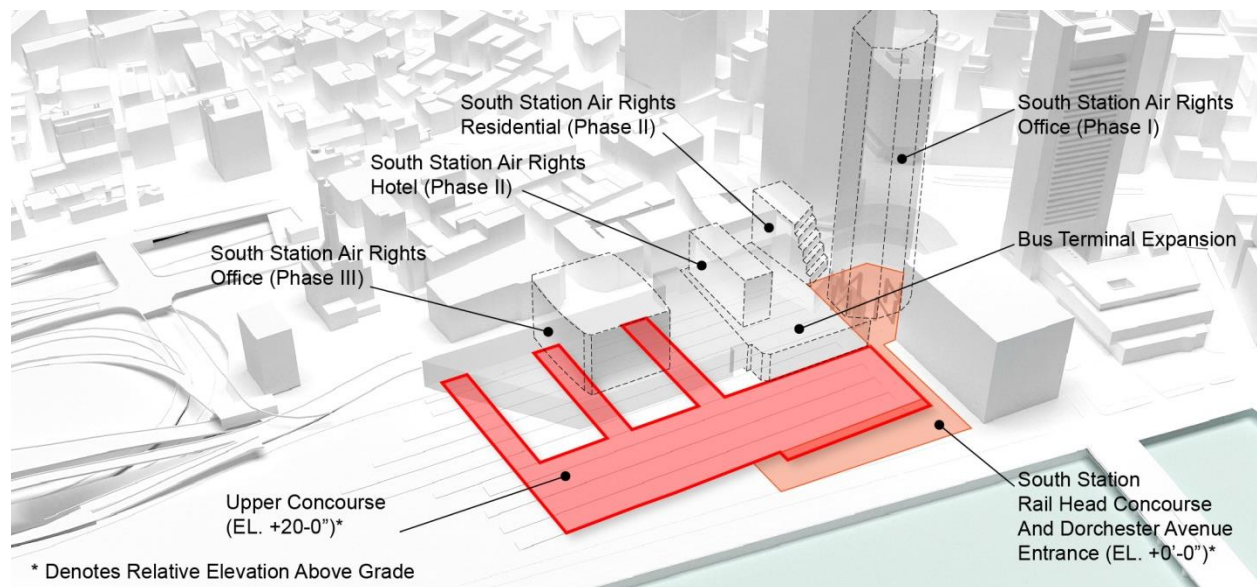 South Station Air Rights
Residential (Phase II)
South Station Air Rights
Office (Phase I)
South Station Air Rights
Hotel (Phase II)
Bus Terminal Expansion
South Station Air Rights
Office (Phase III)
Upper Concourse
(EL. +20-0”)*
South Station
Rail Head Concourse
And Dorchester Avenue
Entrance (EL. +0’-0”)*
* Denotes Relative Elevation Above Grade